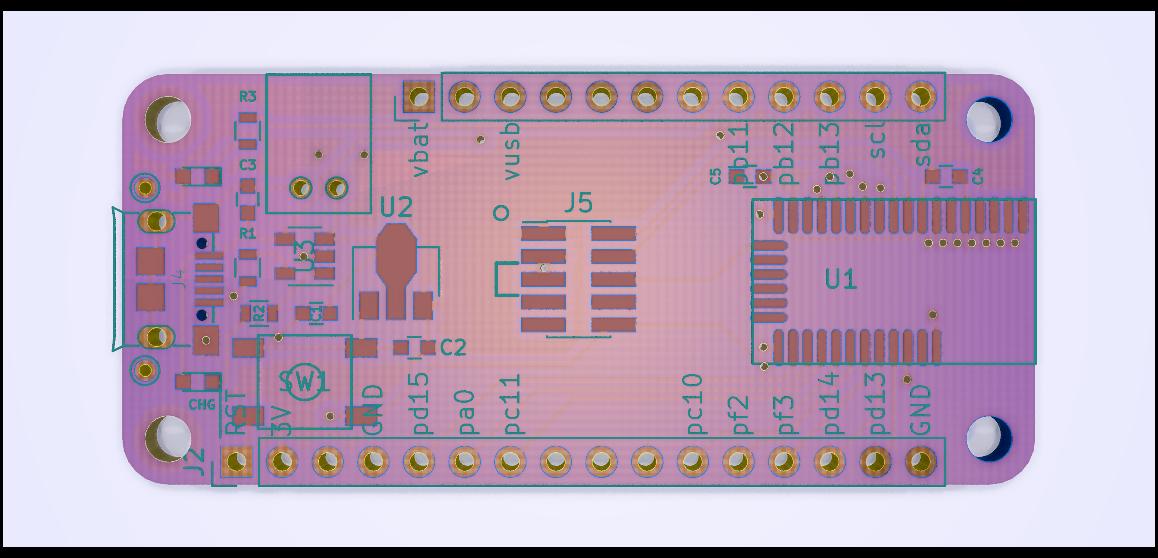 R3
C3
R1
vbat
vusb
pb11
pb12
pb13
scl
sda
C5
C4
U2
J5
U3
J4
U1
R2
C1
C2
SW1
CHG
RST
3V
GND
pd15
pa0
pc11
pc10
pf2
pf3
pd14
pd13
GND
J2